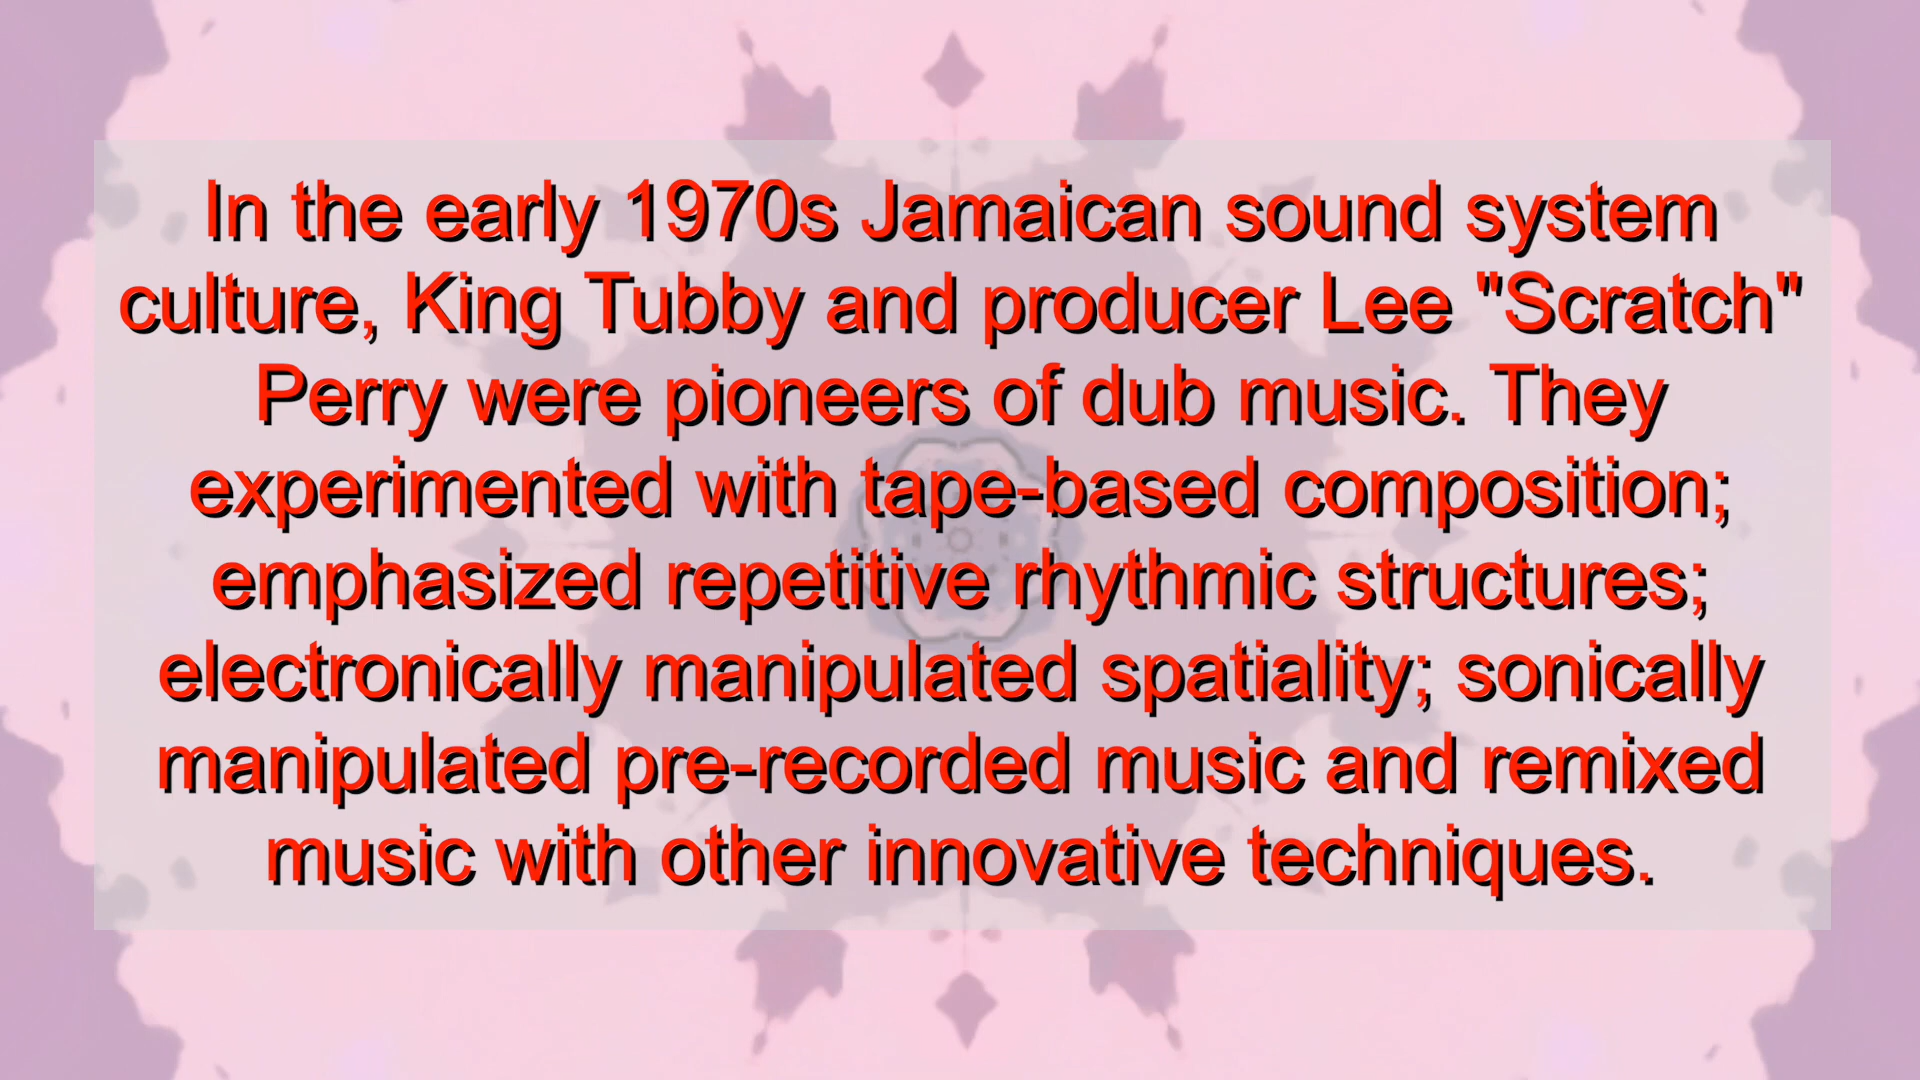 In the early 1970s Jamaican sound system
culture, King Tubby and producer Lee "Scratch"
Perry were pioneers of dub music. They
experimented with tape-based composition;
emphasized repetitive rhythmic structures;
electronically manipulated spatiality; sonically
manipulated pre-recorded music and remixed
music with other innovative techniques.